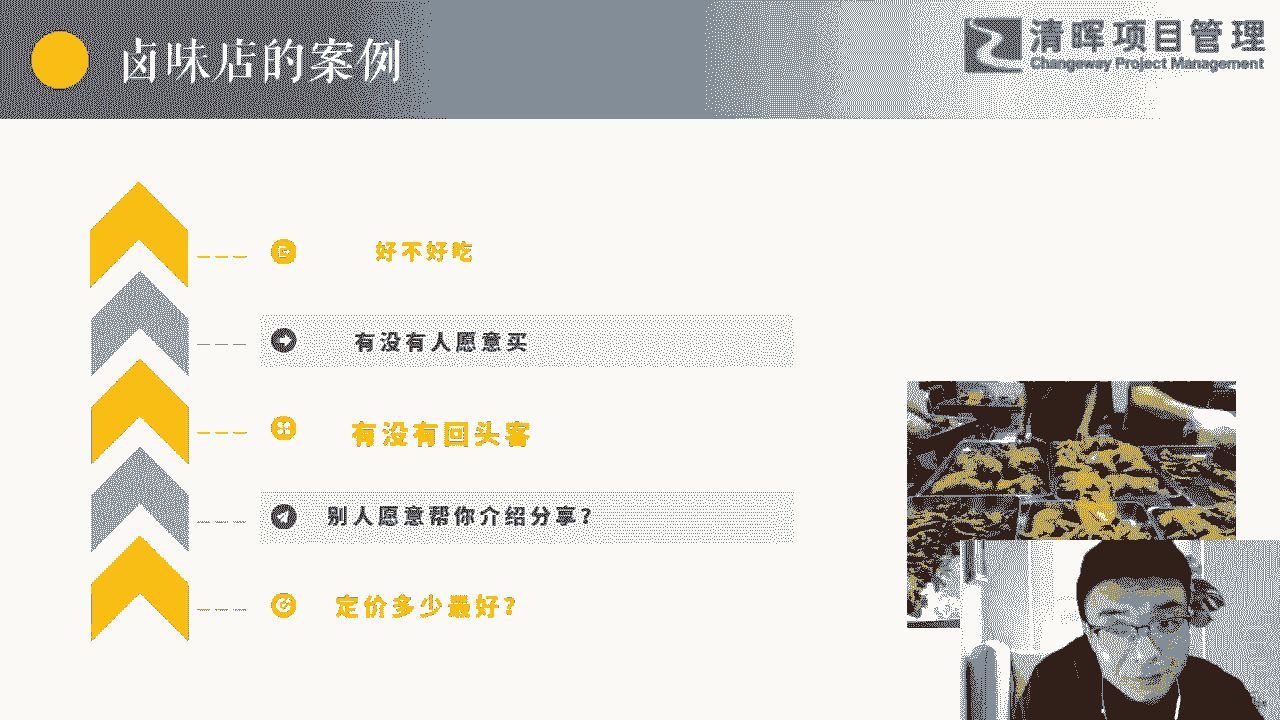 卤味店的案例
清晖项目管理
Changeway Project Management
好不好吃
有没有人愿意买
有没有回头客
别人愿意帮你介绍分享?
定价多少最好?